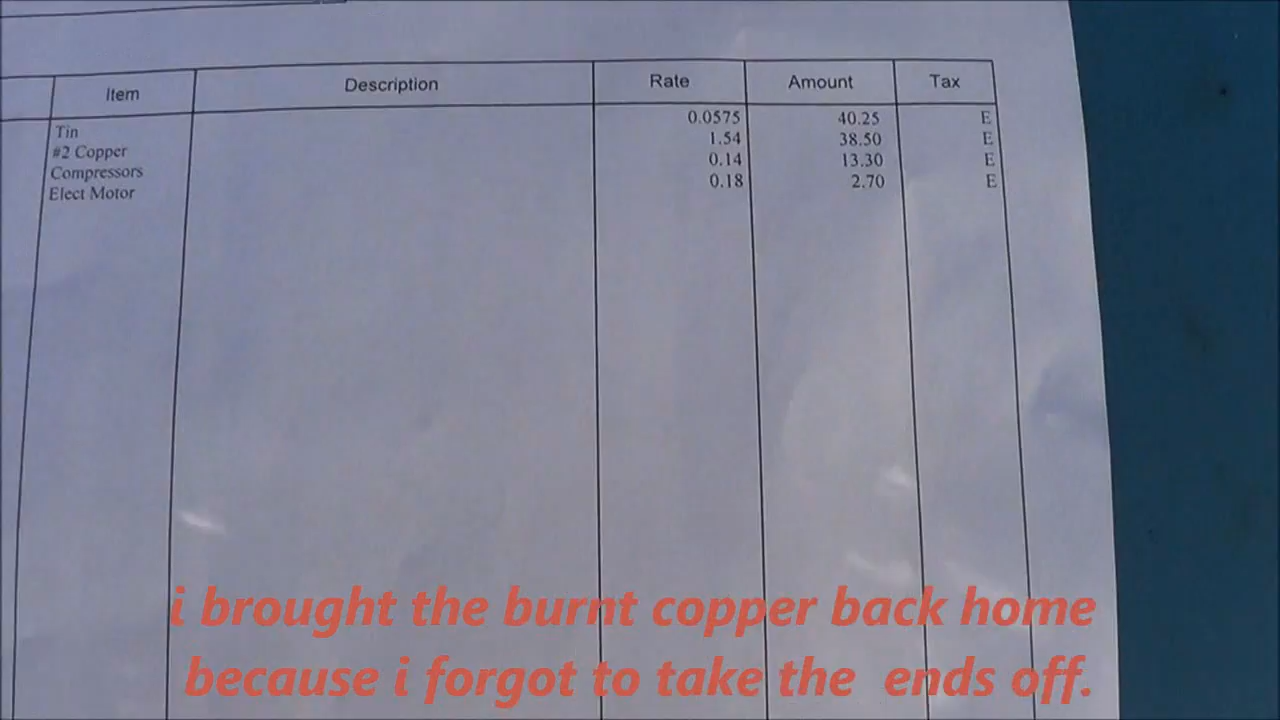 Item Description Rate Amount Tax
Tin 0.0575 40.25 E
#2 Copper 1.54 38.50 E
Compressors 0.14 13.30 E
Elect Motor 0.18 2.70 E
i brought the burnt copper back home
because i forgot to take the ends off.